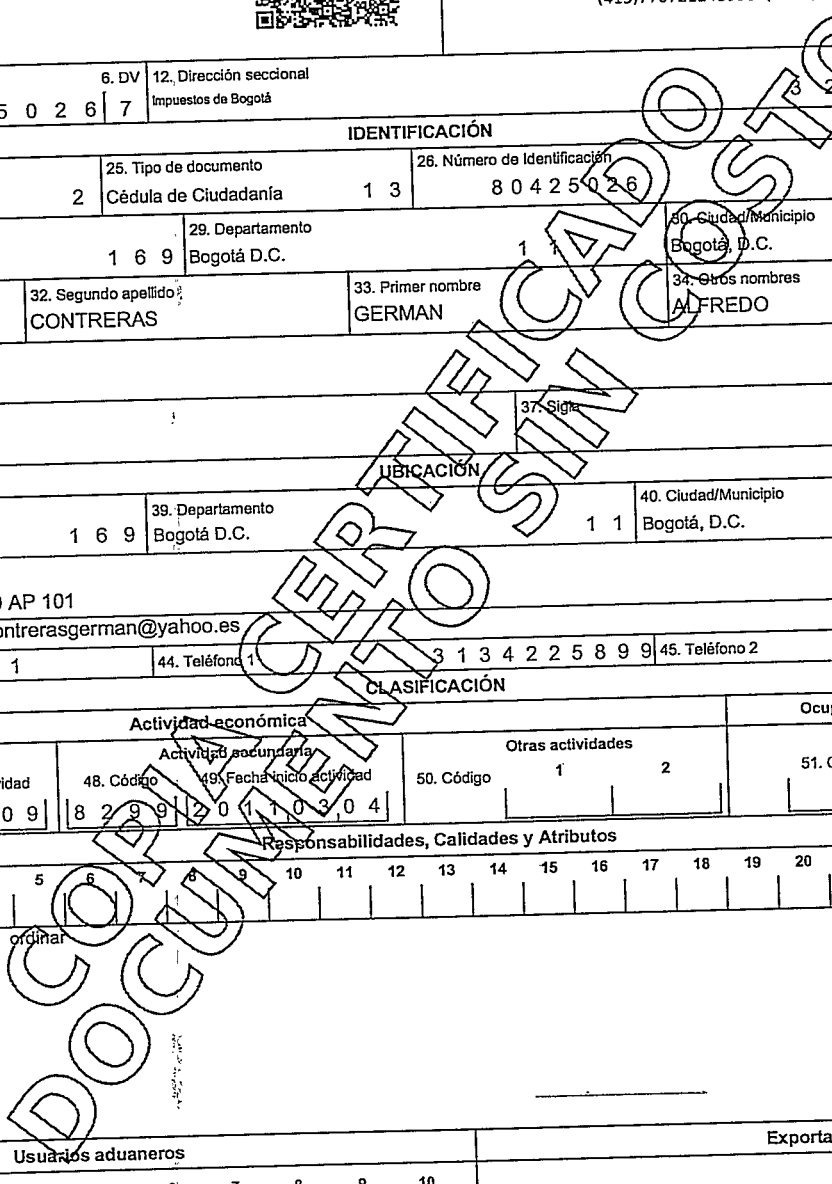 6. DV 12. Dirección seccional
5 0 2 6 7 Impuestos de Bogotá
IDENTIFICACIÓN
25. Tipo de documento 26. Número de Identificación
2 Cédula de Ciudadanía 1 3 8 0 4 2 5 0 2 6
29. Departamento 30. Ciudad/Municipio
1 6 9 Bogotá D.C. 1 1 Bogotá, D.C.
32. Segundo apellido 33. Primer nombre 34. Otros nombres
CONTRERAS GERMAN ALFREDO
37. Sigla
UBICACIÓN
39. Departamento 40. Ciudad/Municipio
1 6 9 Bogotá D.C. 1 1 Bogotá, D.C.
AP 101
ontrerasgerman@yahoo.es
1 44. Teléfono 1 3 1 3 4 2 2 5 8 9 9 45. Teléfono 2
CLASIFICACIÓN
Actividad económica Ocup
Actividad secundaria Otras actividades
vidad 48. Código 49. Fecha inicio actividad 50. Código 1 2 51. C
0 9 8 2 9 9 2 0 1 1 0 3 0 4
Responsabilidades, Calidades y Atributos
5 6 7 8 9 10 11 12 13 14 15 16 17 18 19 20
ordinar
Usuarios aduaneros Exporta
7 8 9 10
COPIA CERTIFICADO
DOCUMENTO SIN COSTO